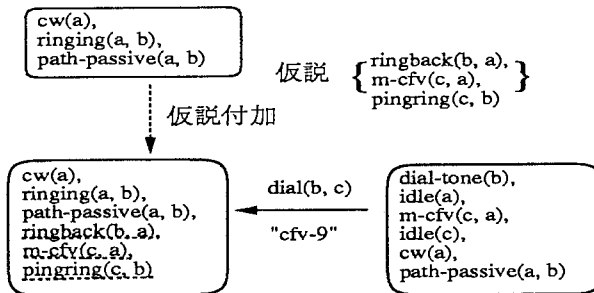 cw(a),
ringing(a, b),
path-passive(a, b)
仮説 { ringback(b, a),
m-cfv(c, a),
pingring(c, b) }
仮説付加
cw(a),
ringing(a, b),
path-passive(a, b),
ringback(b, a),
m-cfv(c, a),
pingring(c, b)
dial(b, c)
"cfv-9"
dial-tone(b),
idle(a),
m-cfv(c, a),
idle(c),
cw(a),
path-passive(a, b)